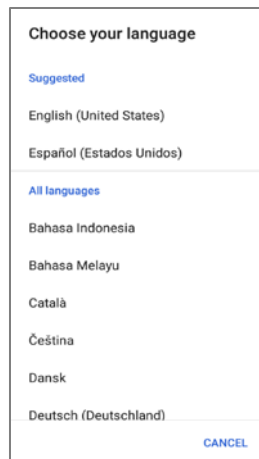 Choose your language
Suggested
English (United States)
Español (Estados Unidos)
All languages
Bahasa Indonesia
Bahasa Melayu
Català
Čeština
Dansk
Deutsch (Deutschland)
CANCEL